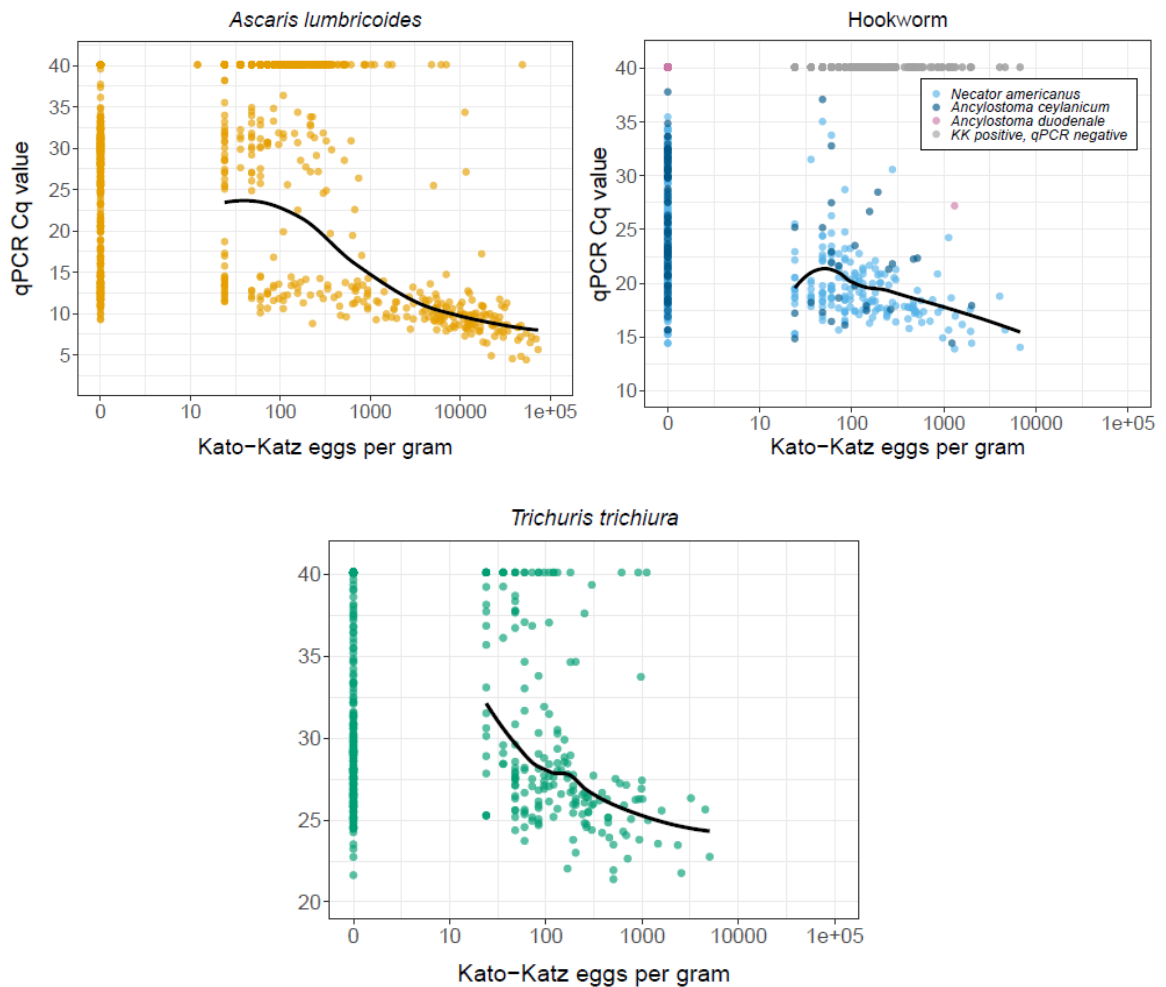 Ascaris lumbricoides
qPCR Cq value
40
35
30
25
20
15
10
5
0 10 100 1000 10000 1e+05
Kato−Katz eggs per gram
Hookworm
qPCR Cq value
40
35
30
25
20
15
10
Necator americanus
Ancylostoma ceylanicum
Ancylostoma duodenale
KK positive, qPCR negative
0 10 100 1000 10000 1e+05
Kato−Katz eggs per gram
Trichuris trichiura
40
35
30
25
20
0 10 100 1000 10000 1e+05
Kato−Katz eggs per gram